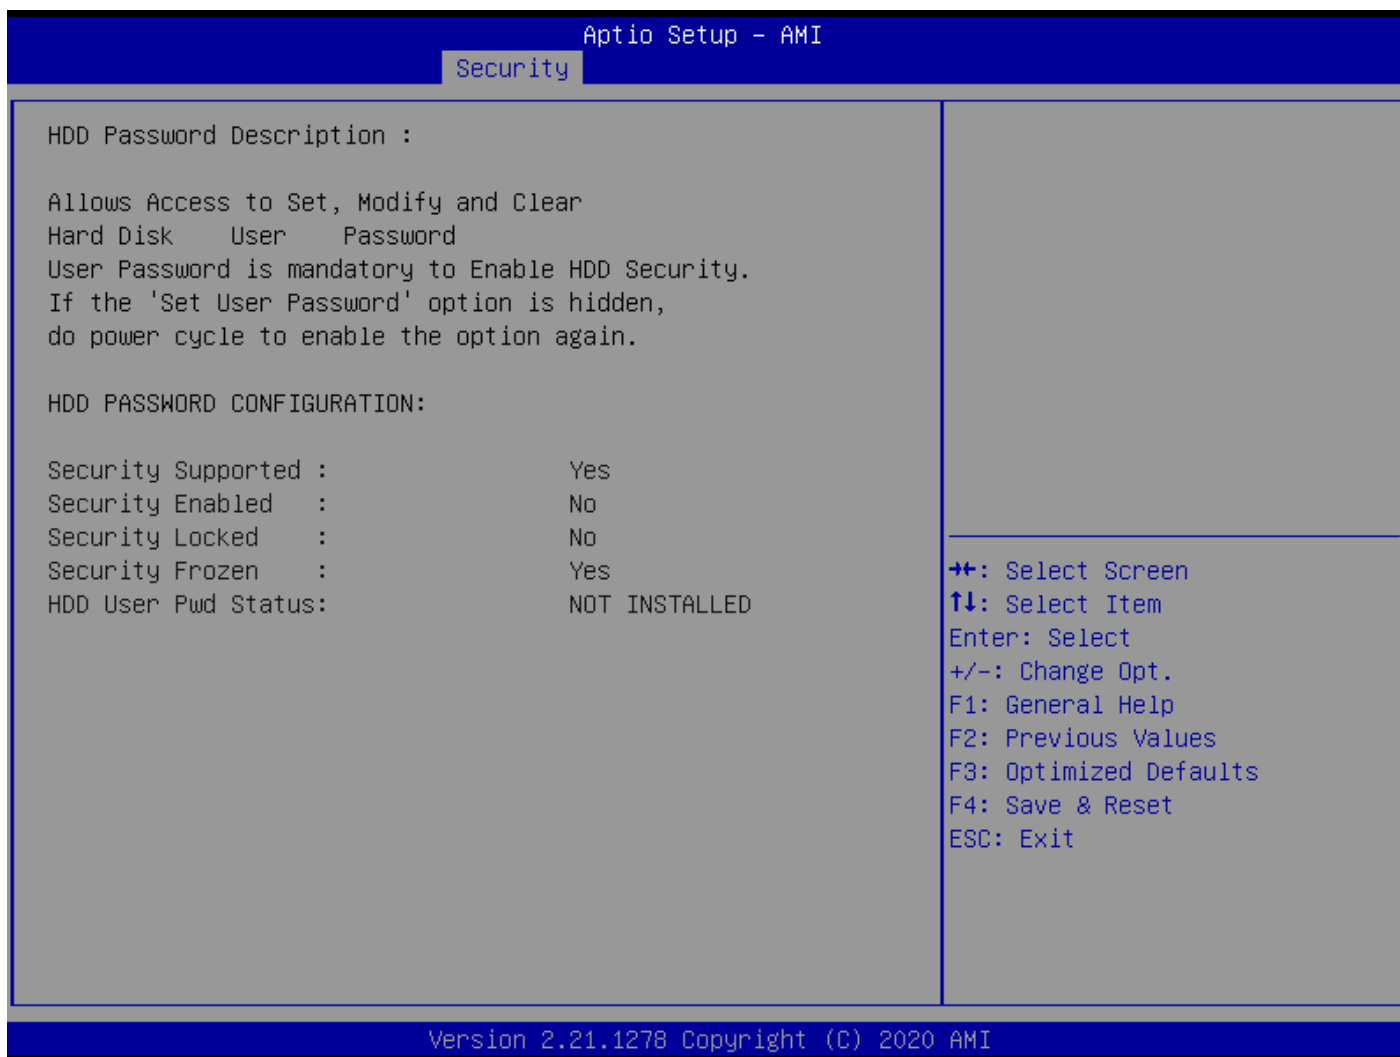 Aptio Setup – AMI
Security
HDD Password Description :
Allows Access to Set, Modify and Clear
Hard Disk    User    Password
User Password is mandatory to Enable HDD Security.
If the 'Set User Password' option is hidden,
do power cycle to enable the option again.
HDD PASSWORD CONFIGURATION:
Security Supported :    Yes
Security Enabled   :    No
Security Locked    :    No
Security Frozen    :    Yes
HDD User Pwd Status:    NOT INSTALLED
→←: Select Screen
↑↓: Select Item
Enter: Select
+/-: Change Opt.
F1: General Help
F2: Previous Values
F3: Optimized Defaults
F4: Save & Reset
ESC: Exit
Version 2.21.1278 Copyright (C) 2020 AMI